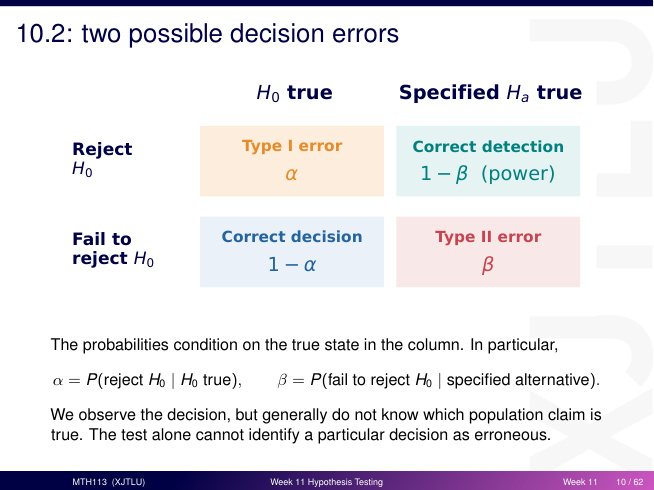 10.2: two possible decision errors
H₀ true
Specified Hₐ true
Reject
H₀
Type I error
α
Correct detection
1 − β (power)
Fail to
reject H₀
Correct decision
1 − α
Type II error
β
The probabilities condition on the true state in the column. In particular,
α = P(reject H₀ | H₀ true), β = P(fail to reject H₀ | specified alternative).
We observe the decision, but generally do not know which population claim is
true. The test alone cannot identify a particular decision as erroneous.
MTH113 (XJTLU) Week 11 Hypothesis Testing Week 11 10 / 62
XJTLU